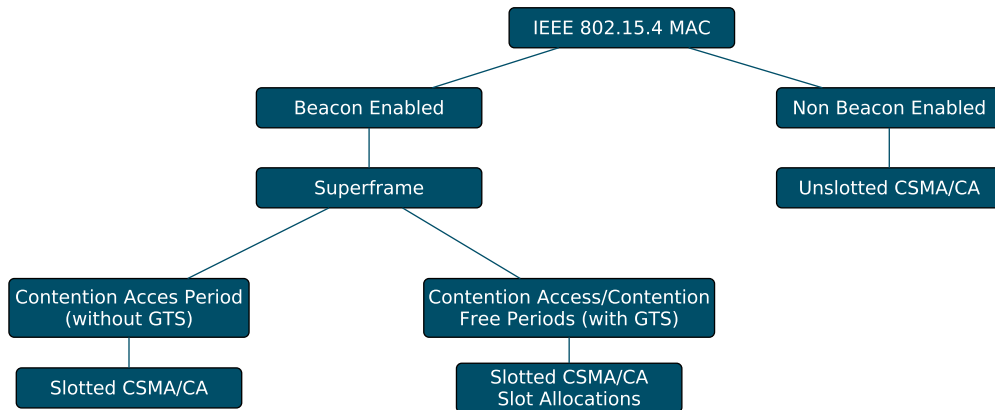 IEEE 802.15.4 MAC
Beacon Enabled
Non Beacon Enabled
Superframe
Unslotted CSMA/CA
Contention Acces Period
(without GTS)
Contention Access/Contention
Free Periods (with GTS)
Slotted CSMA/CA
Slotted CSMA/CA
Slot Allocations